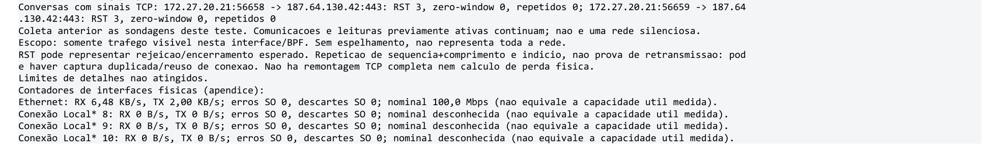 Conversas com sinais TCP: 172.27.20.21:56658 -> 187.64.130.42:443: RST 3, zero-window 0, repetidos 0; 172.27.20.21:56659 -> 187.64
.130.42:443: RST 3, zero-window 0, repetidos 0
Coleta anterior as sondagens deste teste. Comunicacoes e leituras previamente ativas continuam; nao e uma rede silenciosa.
Escopo: somente trafego visivel nesta interface/BPF. Sem espelhamento, nao representa toda a rede.
RST pode representar rejeicao/encerramento esperado. Repeticao de sequencia+comprimento e indicio, nao prova de retransmissao: pod
e haver captura duplicada/reuso de conexao. Nao ha remontagem TCP completa nem calculo de perda fisica.
Limites de detalhes nao atingidos.
Contadores de interfaces fisicas (apendice):
Ethernet: RX 6,48 KB/s, TX 2,00 KB/s; erros SO 0, descartes SO 0; nominal 100,0 Mbps (nao equivale a capacidade util medida).
Conexão Local* 8: RX 0 B/s, TX 0 B/s; erros SO 0, descartes SO 0; nominal desconhecida (nao equivale a capacidade util medida).
Conexão Local* 9: RX 0 B/s, TX 0 B/s; erros SO 0, descartes SO 0; nominal desconhecida (nao equivale a capacidade util medida).
Conexão Local* 10: RX 0 B/s, TX 0 B/s; erros SO 0, descartes SO 0; nominal desconhecida (nao equivale a capacidade util medida).